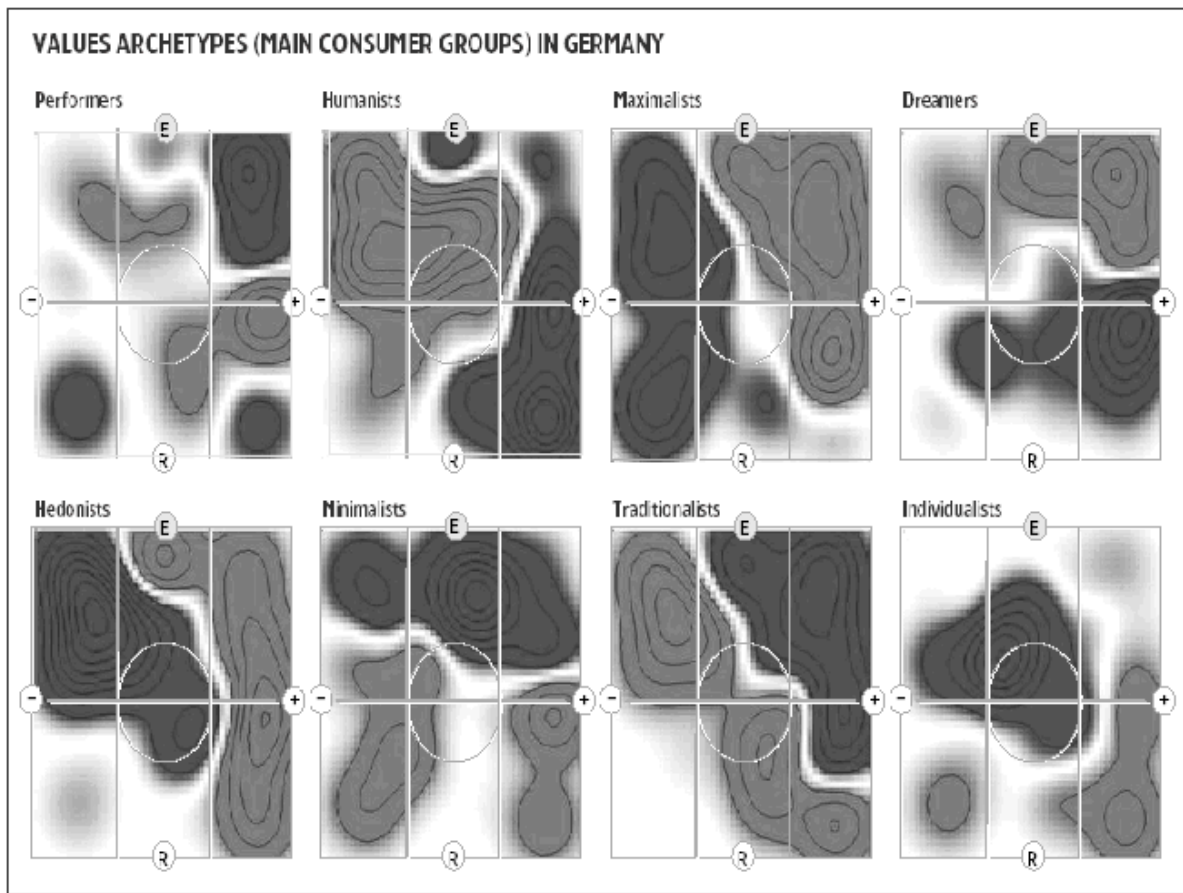 VALUES ARCHETYPES (MAIN CONSUMER GROUPS) IN GERMANY
Performers Humanists Maximalists Dreamers
E E E E
- + - + - + - +
R R R R
Hedonists Minimalists Traditionalists Individualists
E E E E
- + - + - + - +
R R R R